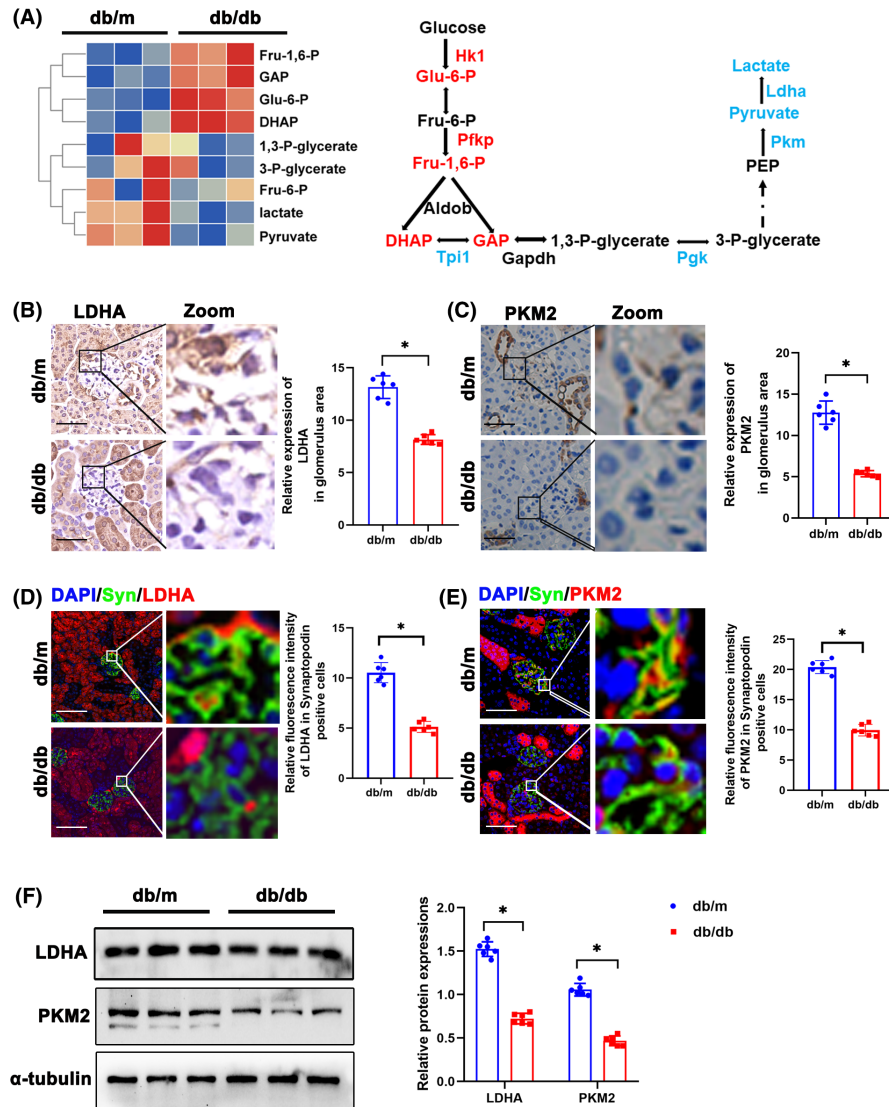 (A)
db/m db/db
Fru-1,6-P
GAP
Glu-6-P
DHAP
1,3-P-glycerate
3-P-glycerate
Fru-6-P
lactate
Pyruvate
Glucose
Hk1
Glu-6-P
Fru-6-P
Pfkp
Fru-1,6-P
Aldob
DHAP GAP 1,3-P-glycerate 3-P-glycerate
Tpi1 Gapdh Pgk
Lactate
Ldha
Pyruvate
Pkm
PEP
(B)
LDHA Zoom
db/m
db/db
Relative expression of
LDHA
in glomerulus area
15
10
5
0
*
db/m db/db
(C)
PKM2 Zoom
db/m
db/db
Relative expression of
PKM2
in glomerulus area
20
15
10
5
0
*
db/m db/db
(D)
DAPI/Syn/LDHA
db/m
db/db
Relative fluorescence intensity
of LDHA in Synaptopodin
positive cells
15
10
5
0
*
db/m db/db
(E)
DAPI/Syn/PKM2
db/m
db/db
Relative fluorescence intensity
of PKM2 in Synaptopodin
positive cells
25
20
15
10
5
0
*
db/m db/db
(F)
db/m db/db
LDHA
PKM2
α-tubulin
Relative protein expressions
2.0
1.5
1.0
0.5
0.0
*
*
LDHA PKM2
db/m
db/db